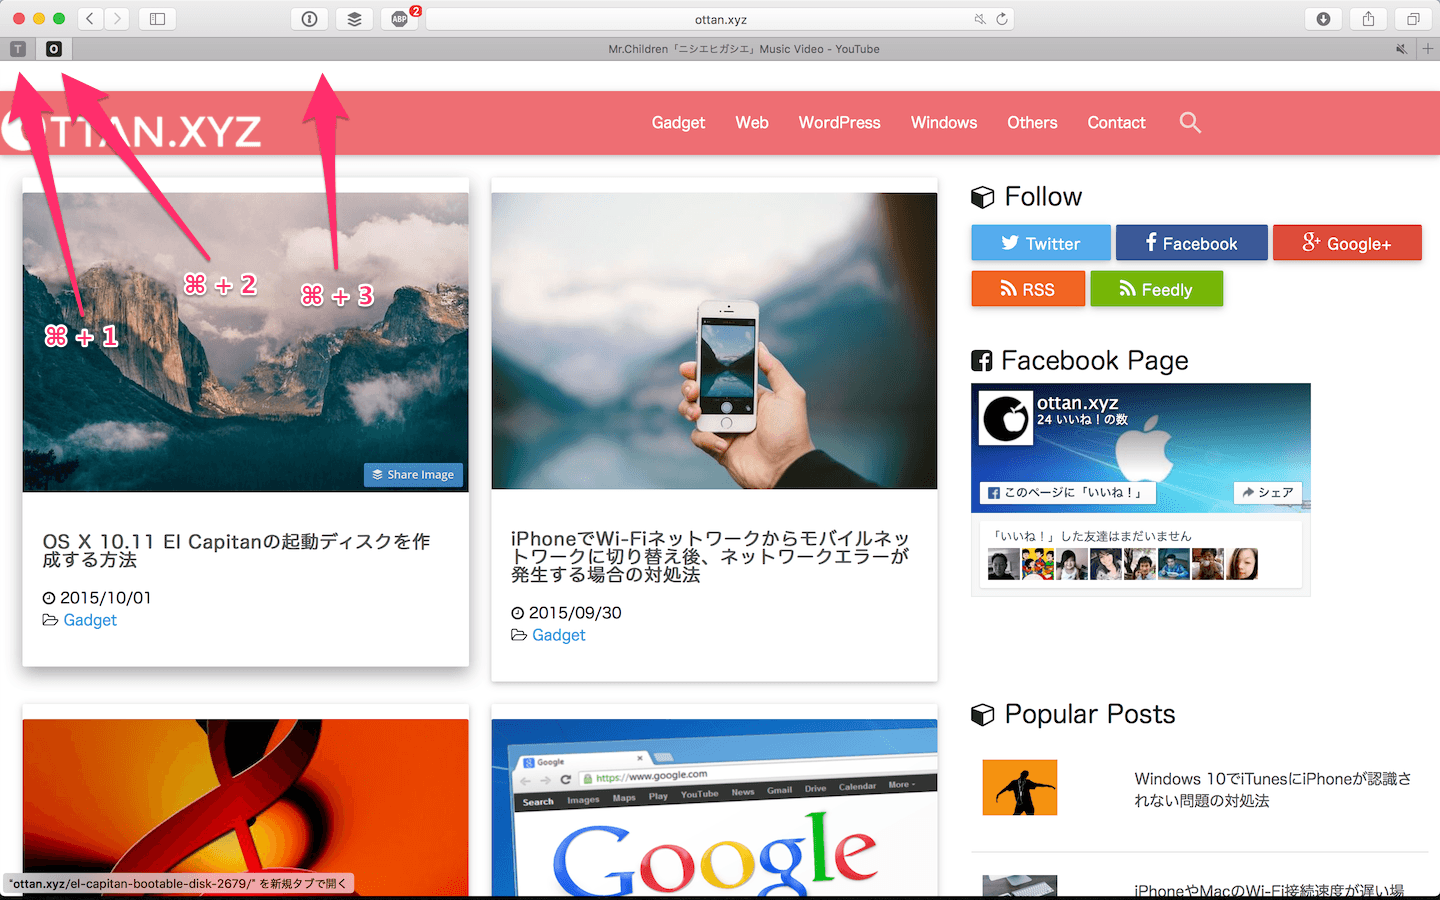 ABP
2
ottan.xyz
T
O
Mr.Children「ニシエヒガシエ」Music Video - YouTube
OTTAN.XYZ
Gadget
Web
WordPress
Windows
Others
Contact
⌘ + 1
⌘ + 2
⌘ + 3
Share Image
OS X 10.11 El Capitanの起動ディスクを作
成する方法
2015/10/01
Gadget
iPhoneでWi-Fiネットワークからモバイルネッ
トワークに切り替え後、ネットワークエラーが
発生する場合の対処法
2015/09/30
Gadget
Follow
Twitter
Facebook
Google+
RSS
Feedly
Facebook Page
ottan.xyz
24 いいね！の数
このページに「いいね！」
シェア
「いいね！」した友達はまだいません
Popular Posts
Windows 10でiTunesにiPhoneが認識さ
れない問題の対処法
iPhoneやMacのWi-Fi接続速度が遅い場
Google
https://www.google.com
Search Images Maps Play YouTube News Gmail Drive Calendar More
Google
"ottan.xyz/el-capitan-bootable-disk-2679/" を新規タブで開く